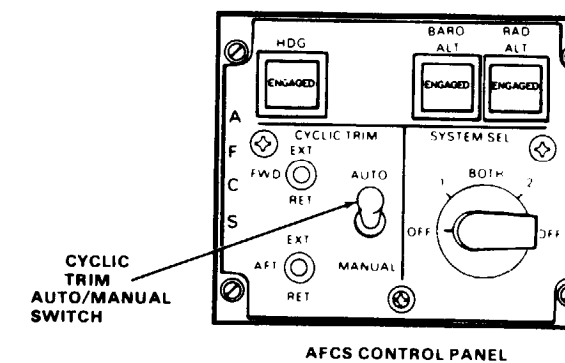 HDG
BARO ALT
RAD ALT
ENGAGED
ENGAGED
ENGAGED
A
F
C
S
CYCLIC TRIM
SYSTEM SEL
EXT
FWD
RET
AUTO
1
BOTH
2
OFF
OFF
EXT
AFT
RET
MANUAL
CYCLIC
TRIM
AUTO/MANUAL
SWITCH
AFCS CONTROL PANEL